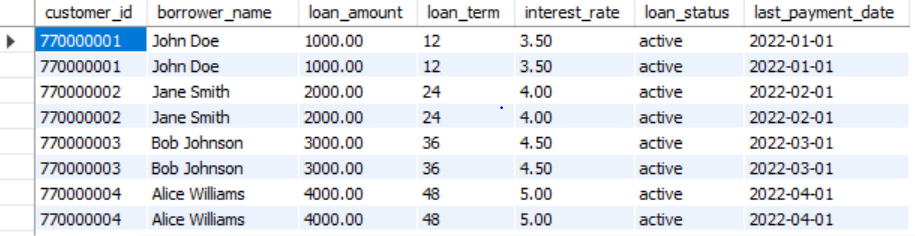 customer_id borrower_name loan_amount loan_term interest_rate loan_status last_payment_date
770000001 John Doe 1000.00 12 3.50 active 2022-01-01
770000001 John Doe 1000.00 12 3.50 active 2022-01-01
770000002 Jane Smith 2000.00 24 4.00 active 2022-02-01
770000002 Jane Smith 2000.00 24 4.00 active 2022-02-01
770000003 Bob Johnson 3000.00 36 4.50 active 2022-03-01
770000003 Bob Johnson 3000.00 36 4.50 active 2022-03-01
770000004 Alice Williams 4000.00 48 5.00 active 2022-04-01
770000004 Alice Williams 4000.00 48 5.00 active 2022-04-01